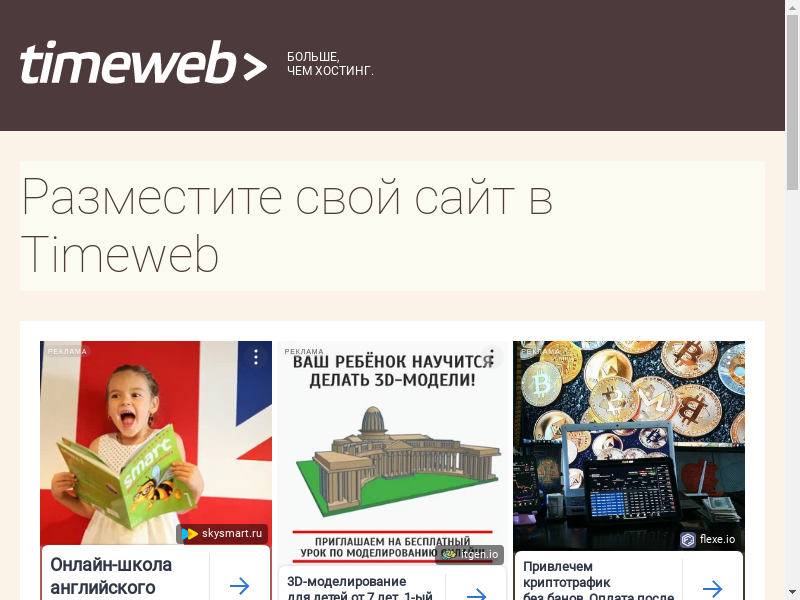 timeweb>
БОЛЬШЕ,
ЧЕМ ХОСТИНГ.
Разместите свой сайт в
Timeweb
РЕКЛАМА
smart
skysmart.ru
Онлайн-школа
английского
РЕКЛАМА
ВАШ РЕБЁНОК НАУЧИТСЯ
ДЕЛАТЬ 3D-МОДЕЛИ!
ПРИГЛАШАЕМ НА БЕСПЛАТНЫЙ
УРОК ПО МОДЕЛИРОВАНИЮ
itgen.io
3D-моделирование
для детей от 7 лет. 1-ый
РЕКЛАМА
flexe.io
Привлечем
криптотрафик
без банов. Оплата после